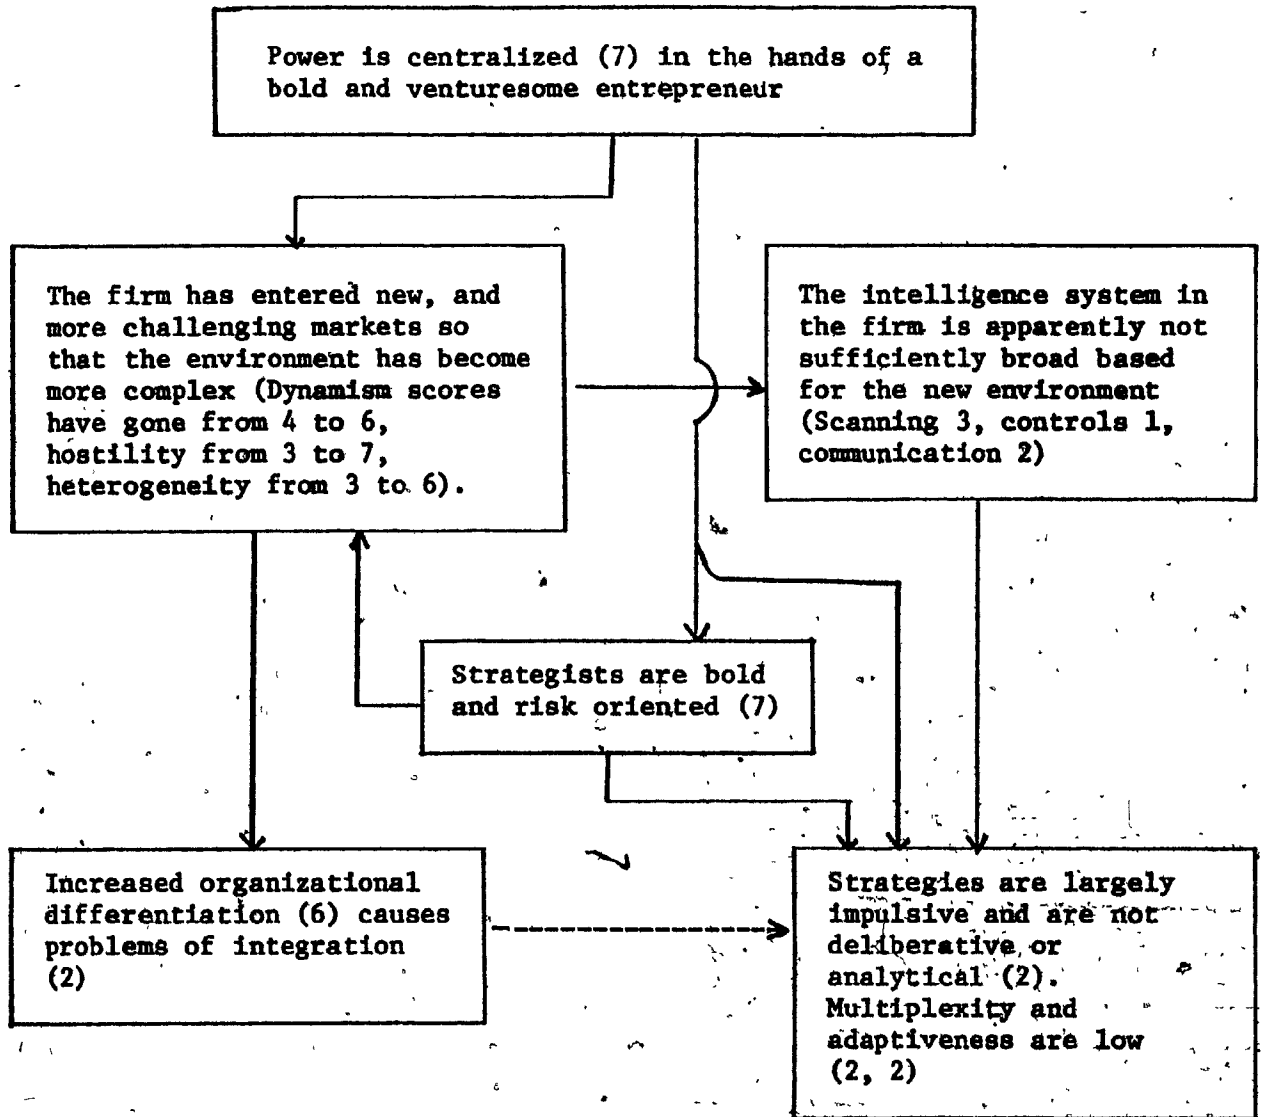 Power is centralized (7) in the hands of a
bold and venturesome entrepreneur
The firm has entered new, and
more challenging markets so
that the environment has become
more complex (Dynamism scores
have gone from 4 to 6,
hostility from 3 to 7,
heterogeneity from 3 to 6).
The intelligence system in
the firm is apparently not
sufficiently broad based
for the new environment
(Scanning 3, controls 1,
communication 2)
Strategists are bold
and risk oriented (7)
Increased organizational
differentiation (6) causes
problems of integration
(2)
Strategies are largely
impulsive and are not
deliberative or
analytical (2).
Multiplexity and
adaptiveness are low
(2, 2)